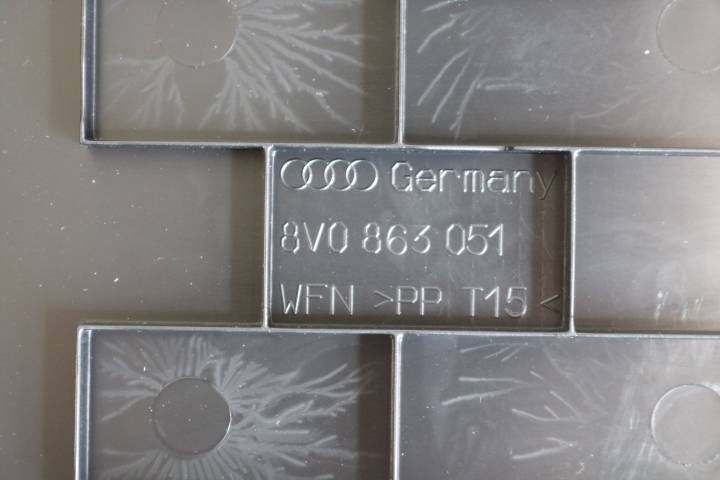 Germany
8V0 863 051
WFN >PP T15<